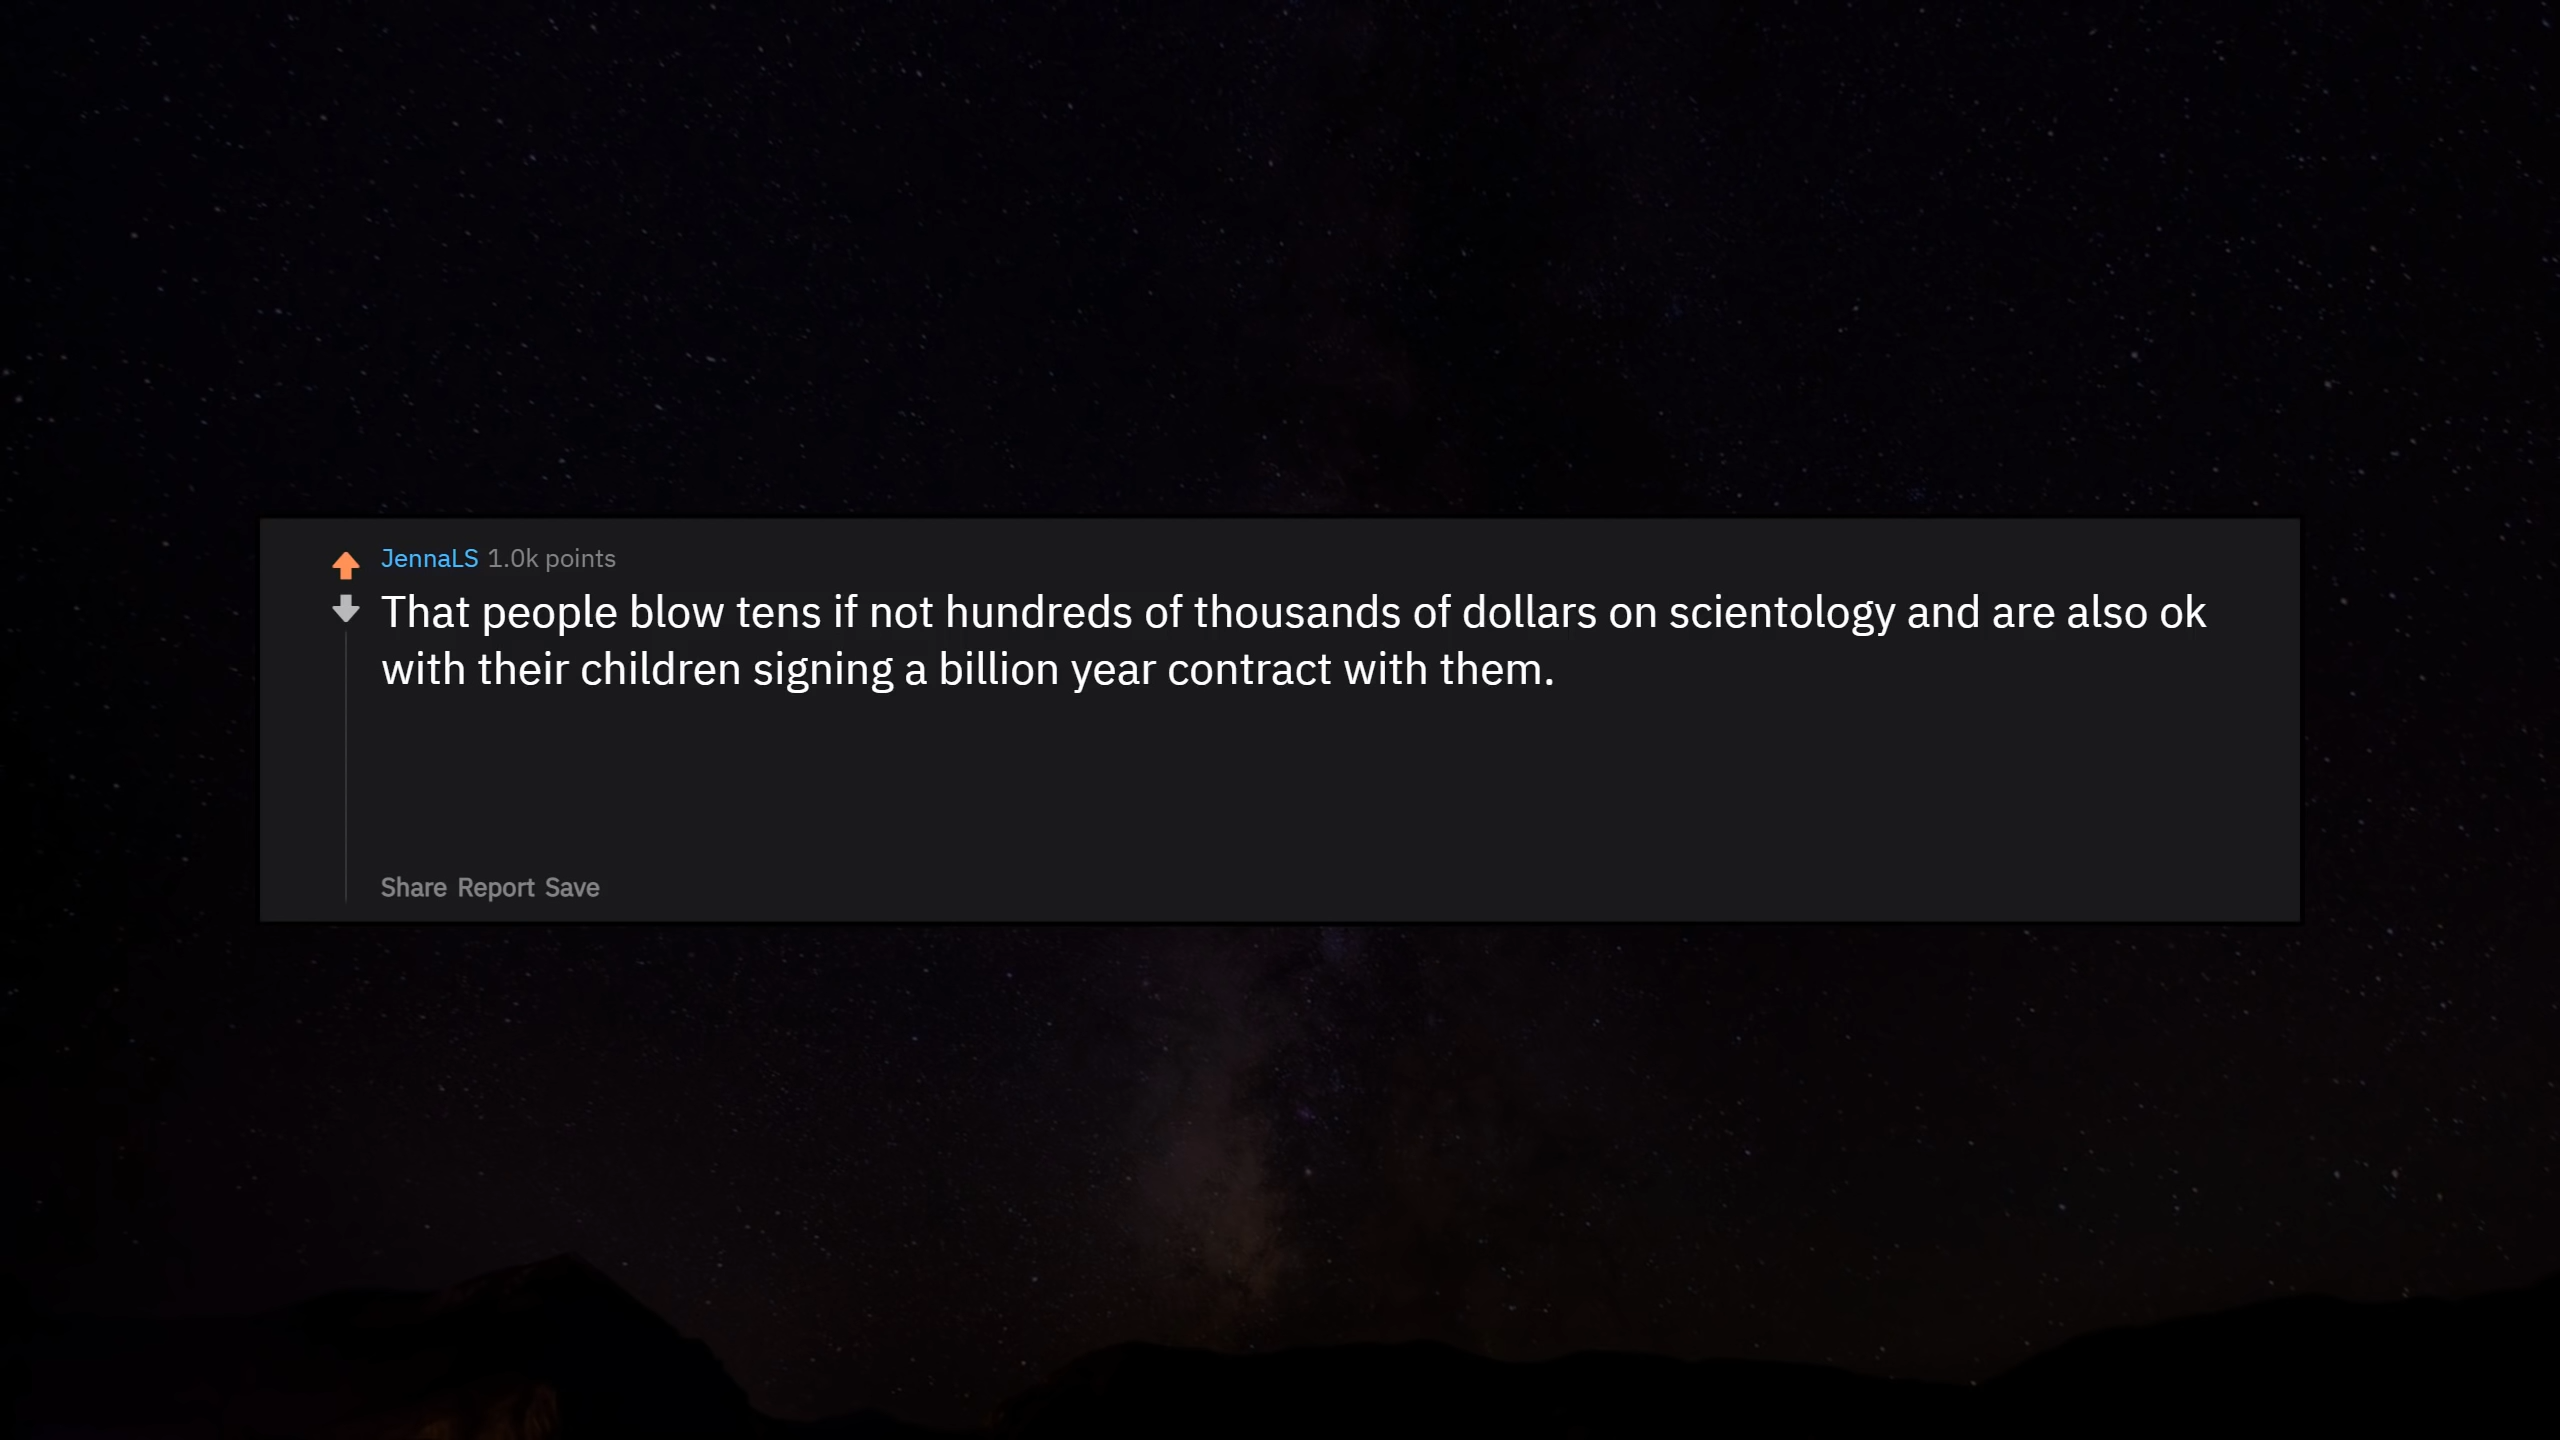 JennaLS 1.0k points
That people blow tens if not hundreds of thousands of dollars on scientology and are also ok
with their children signing a billion year contract with them.
Share Report Save